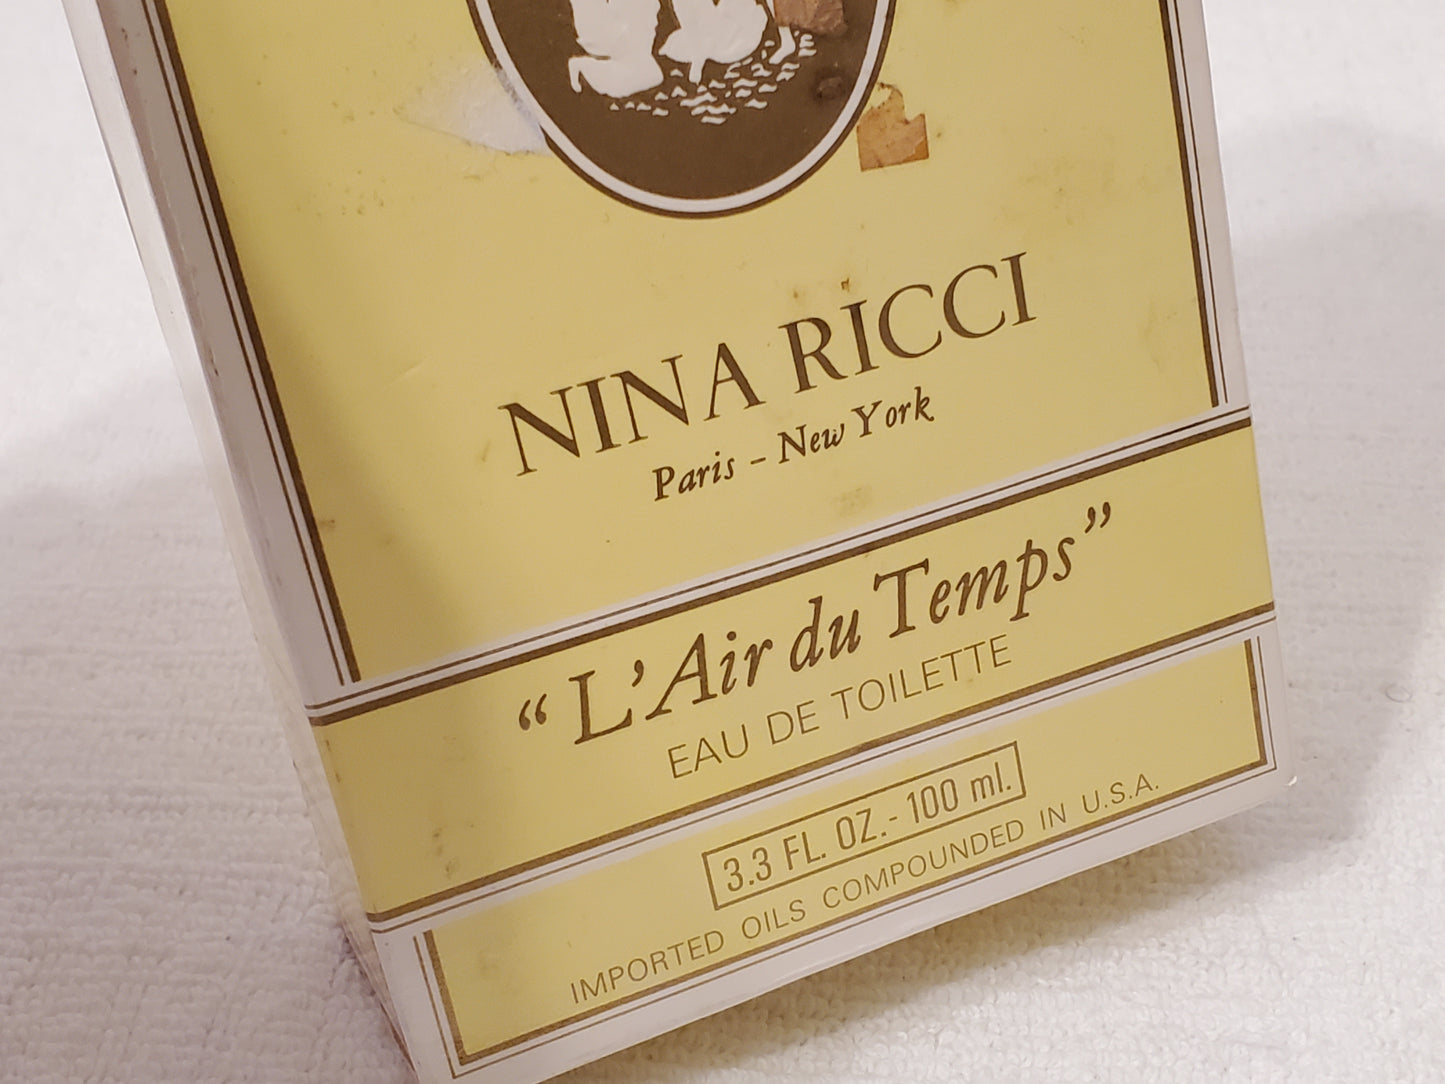 NINA RICCI
Paris - New York
“L’Air du Temps”
EAU DE TOILETTE
3.3 FL. OZ.- 100 ml.
IMPORTED OILS COMPOUNDED IN U.S.A.